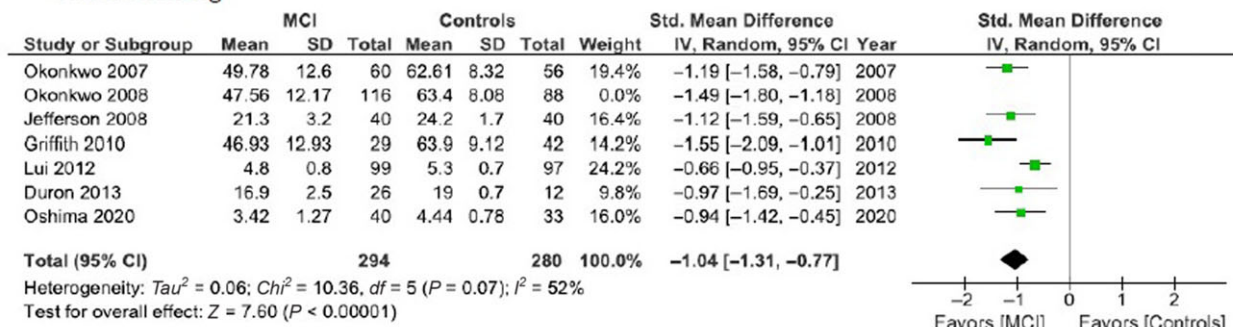 MCI Controls Std. Mean Difference Std. Mean Difference
Study or Subgroup Mean SD Total Mean SD Total Weight IV, Random, 95% CI Year IV, Random, 95% CI
Okonkwo 2007 49.78 12.6 60 62.61 8.32 56 19.4% −1.19 [−1.58, −0.79] 2007
Okonkwo 2008 47.56 12.17 116 63.4 8.08 88 0.0% −1.49 [−1.80, −1.18] 2008
Jefferson 2008 21.3 3.2 40 24.2 1.7 40 16.4% −1.12 [−1.59, −0.65] 2008
Griffith 2010 46.93 12.93 29 63.9 9.12 42 14.2% −1.55 [−2.09, −1.01] 2010
Lui 2012 4.8 0.8 99 5.3 0.7 97 24.2% −0.66 [−0.95, −0.37] 2012
Duron 2013 16.9 2.5 26 19 0.7 12 9.8% −0.97 [−1.69, −0.25] 2013
Oshima 2020 3.42 1.27 40 4.44 0.78 33 16.0% −0.94 [−1.42, −0.45] 2020
Total (95% CI) 294 280 100.0% −1.04 [−1.31, −0.77]
Heterogeneity: Tau² = 0.06; Chi² = 10.36, df = 5 (P = 0.07); I² = 52%
Test for overall effect: Z = 7.60 (P < 0.00001)
−2 −1 0 1 2
Favors [MCI] Favors [Controls]